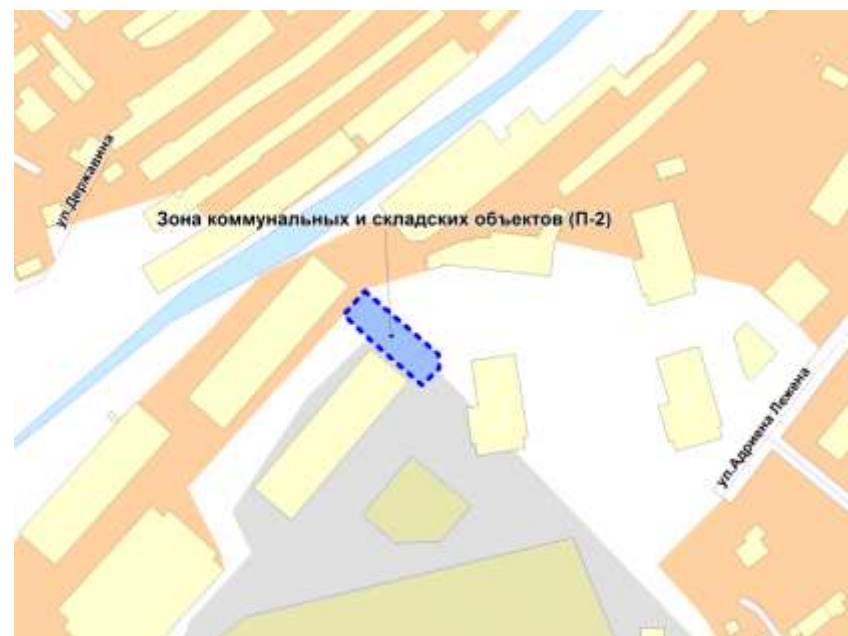 ул.Державина
Зона коммунальных и складских объектов (П-2)
ул.Адриена Лежена